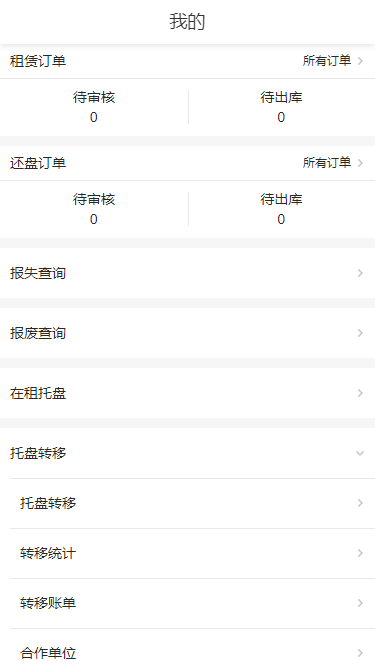 我的
租赁订单 所有订单
待审核 待出库
0 0
还盘订单 所有订单
待审核 待出库
0 0
报失查询
报废查询
在租托盘
托盘转移
托盘转移
转移统计
转移账单
合作单位